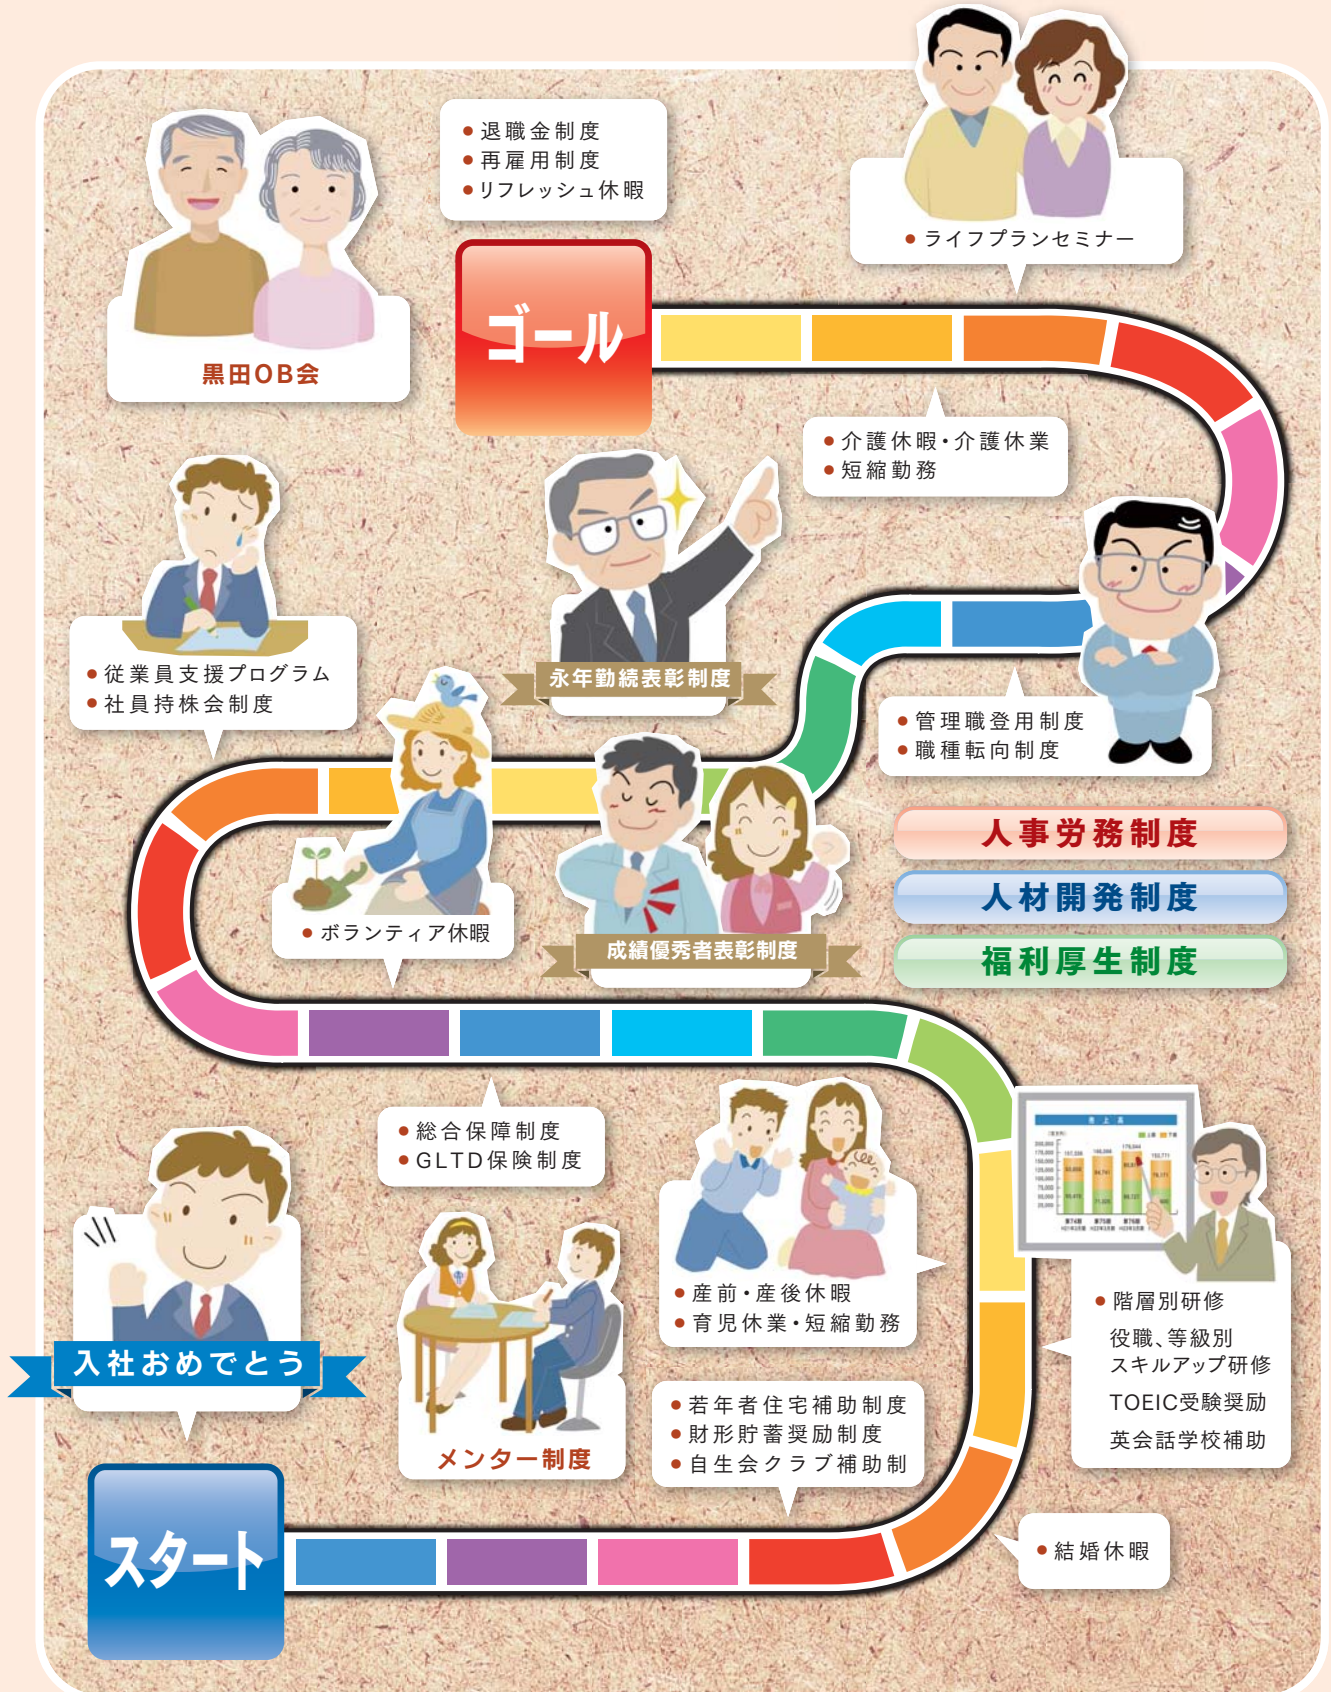 退職金制度
再雇用制度
リフレッシュ休暇
ライフプランセミナー
黒田OB会
ゴール
介護休暇・介護休業
短縮勤務
永年勤続表彰制度
従業員支援プログラム
社員持株会制度
管理職登用制度
職種転向制度
人事労務制度
人材開発制度
福利厚生制度
ボランティア休暇
成績優秀者表彰制度
総合保障制度
GLTD保険制度
売上高
産前・産後休暇
育児休業・短縮勤務
階層別研修
役職、等級別
スキルアップ研修
TOEIC受験奨励
英会話学校補助
入社おめでとう
メンター制度
若年者住宅補助制度
財形貯蓄奨励制度
自生会クラブ補助制
結婚休暇
スタート